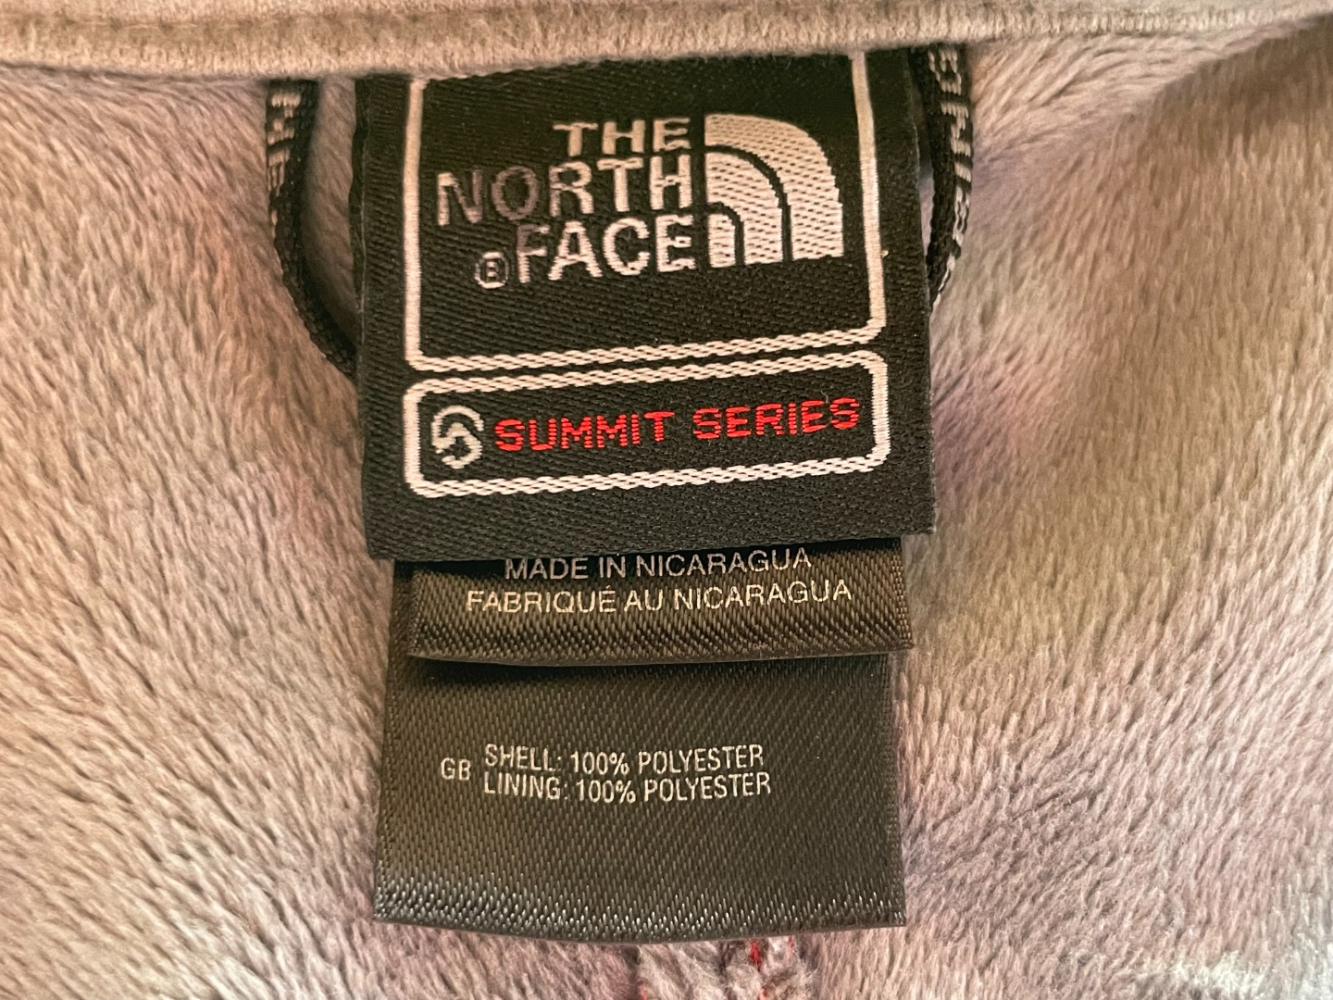 THE
NORTH
FACE
®
SUMMIT SERIES
MADE IN NICARAGUA
FABRIQUÉ AU NICARAGUA
GB
SHELL: 100% POLYESTER
LINING: 100% POLYESTER